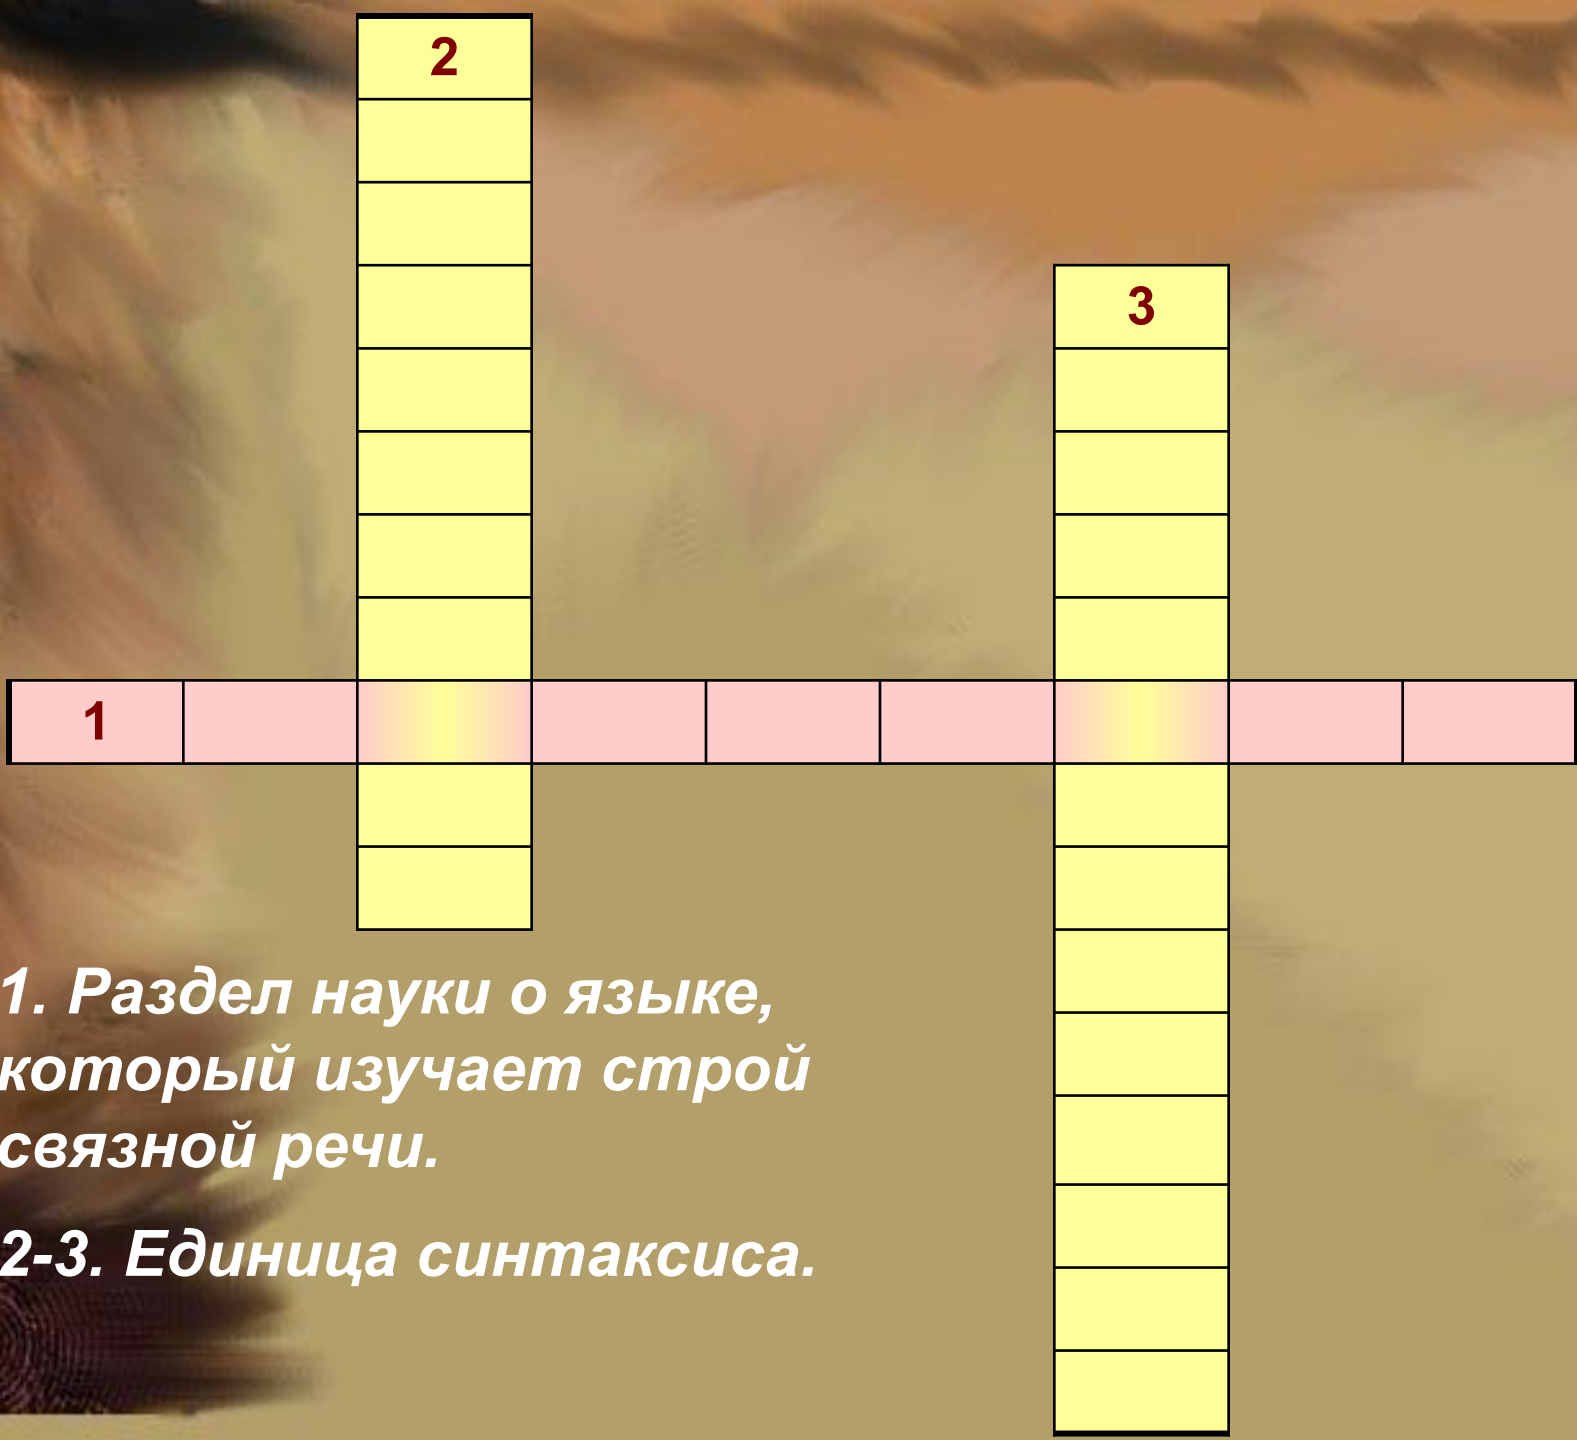 2
3
1
1. Раздел науки о языке,
который изучает строй
связной речи.
2-3. Единица синтаксиса.